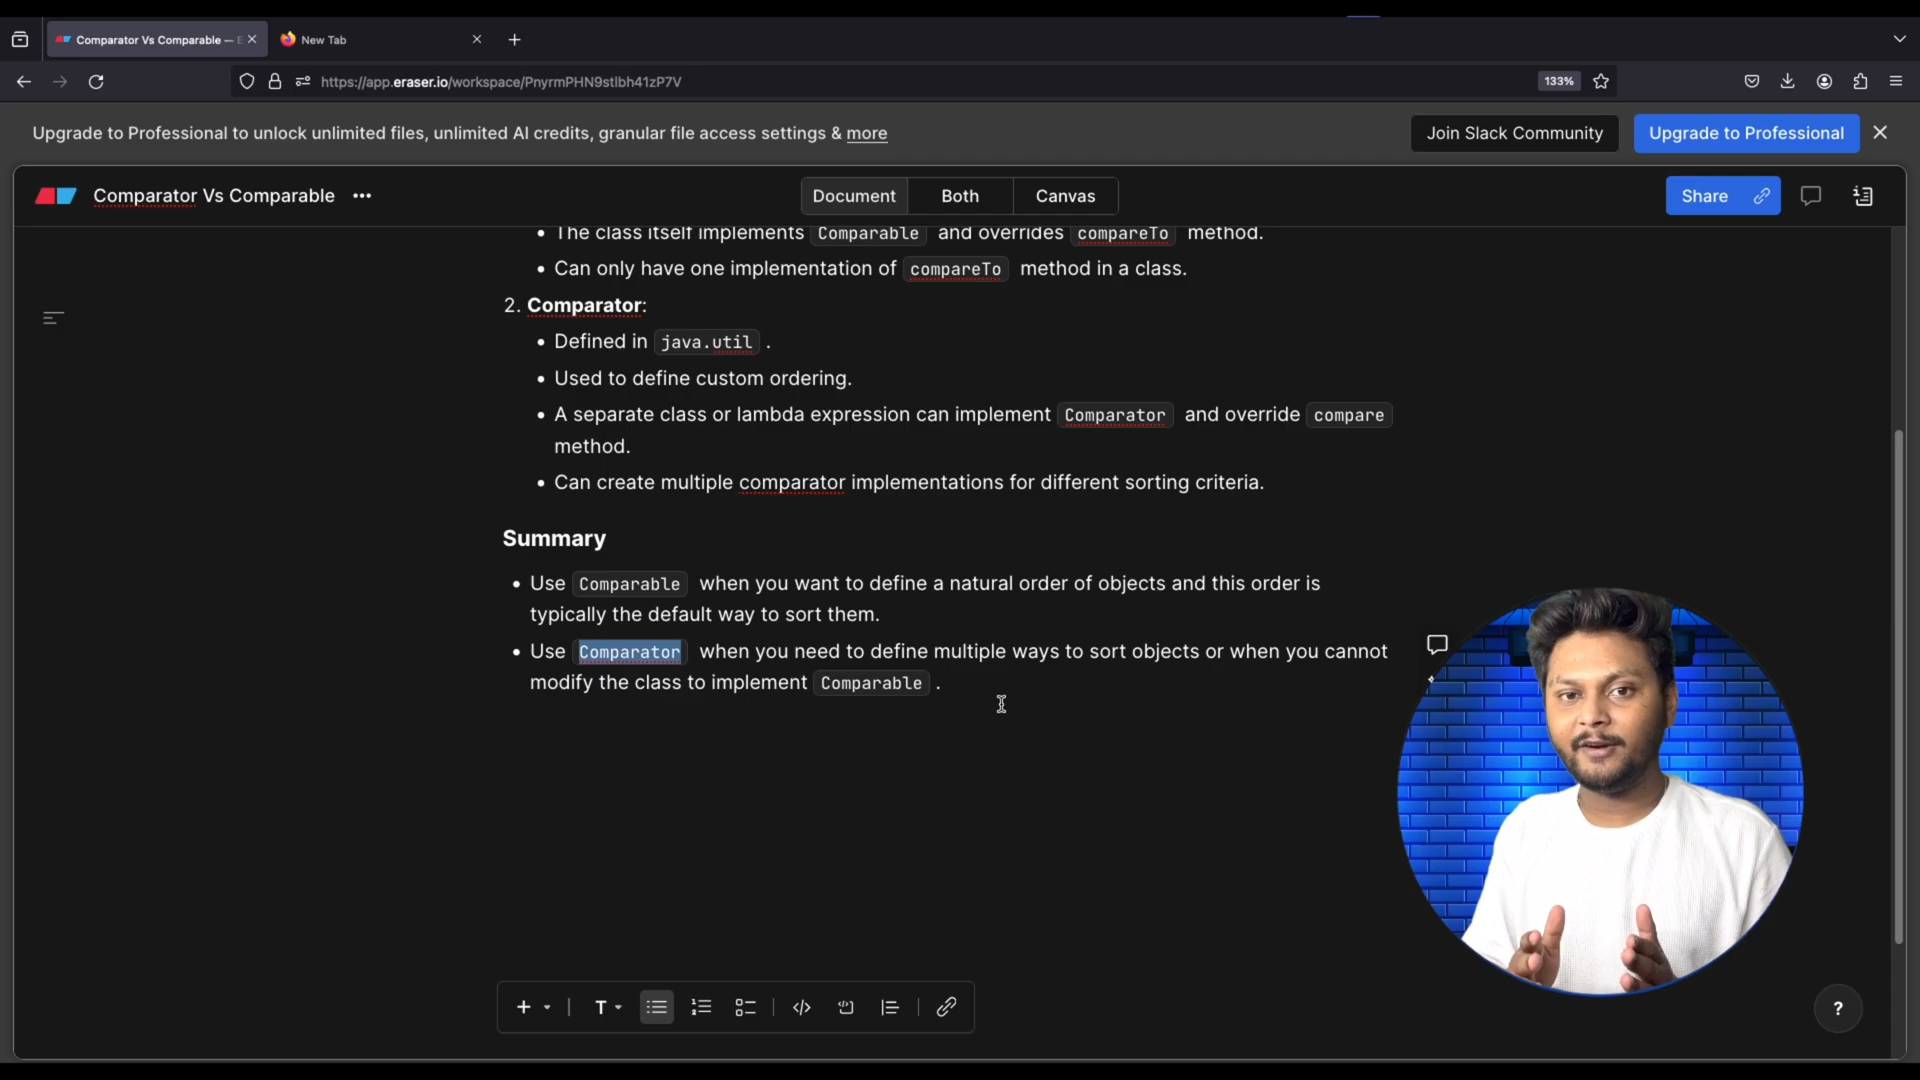 Comparator Vs Comparable — E
New Tab
https://app.eraser.io/workspace/PnyrmPHN9stlbh41zP7V
133%
Upgrade to Professional to unlock unlimited files, unlimited AI credits, granular file access settings & more
Join Slack Community
Upgrade to Professional
Comparator Vs Comparable
Document
Both
Canvas
Share
• The class itself implements Comparable and overrides compareTo method.
• Can only have one implementation of compareTo method in a class.
2. Comparator:
• Defined in java.util .
• Used to define custom ordering.
• A separate class or lambda expression can implement Comparator and override compare
method.
• Can create multiple comparator implementations for different sorting criteria.
Summary
• Use Comparable when you want to define a natural order of objects and this order is
typically the default way to sort them.
• Use Comparator when you need to define multiple ways to sort objects or when you cannot
modify the class to implement Comparable .
T
?